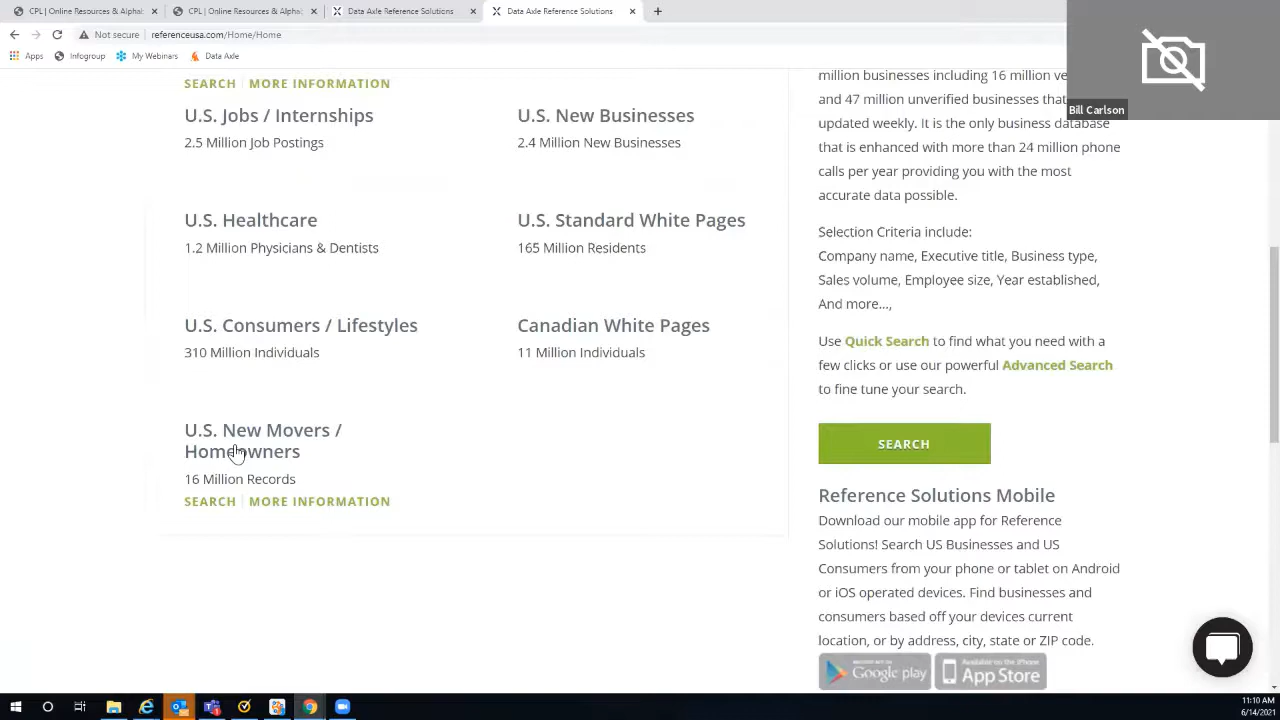 CPL | Online Resources & Alphab
CPL | Online Resources & Alphab
Data Axle Reference Solutions
Data Axle Reference Solutions
Not secure | referenceusa.com/Home/Home
Apps
Infogroup
My Webinars
Data Axle
Bill Carlson
SEARCH | MORE INFORMATION
U.S. Jobs / Internships
2.5 Million Job Postings
U.S. New Businesses
2.4 Million New Businesses
U.S. Healthcare
1.2 Million Physicians & Dentists
U.S. Standard White Pages
165 Million Residents
U.S. Consumers / Lifestyles
310 Million Individuals
Canadian White Pages
11 Million Individuals
U.S. New Movers /
Homeowners
16 Million Records
SEARCH | MORE INFORMATION
million businesses including 16 million ve
and 47 million unverified businesses tha
updated weekly. It is the only business database
that is enhanced with more than 24 million phone
calls per year providing you with the most
accurate data possible.
Selection Criteria include:
Company name, Executive title, Business type,
Sales volume, Employee size, Year established,
And more...,
Use Quick Search to find what you need with a
few clicks or use our powerful Advanced Search
to fine tune your search.
SEARCH
Reference Solutions Mobile
Download our mobile app for Reference
Solutions! Search US Businesses and US
Consumers from your phone or tablet on Android
or iOS operated devices. Find businesses and
consumers based off your devices current
location, or by address, city, state or ZIP code.
Google play
Available on the iPhone
App Store
11:10 AM
6/14/2021